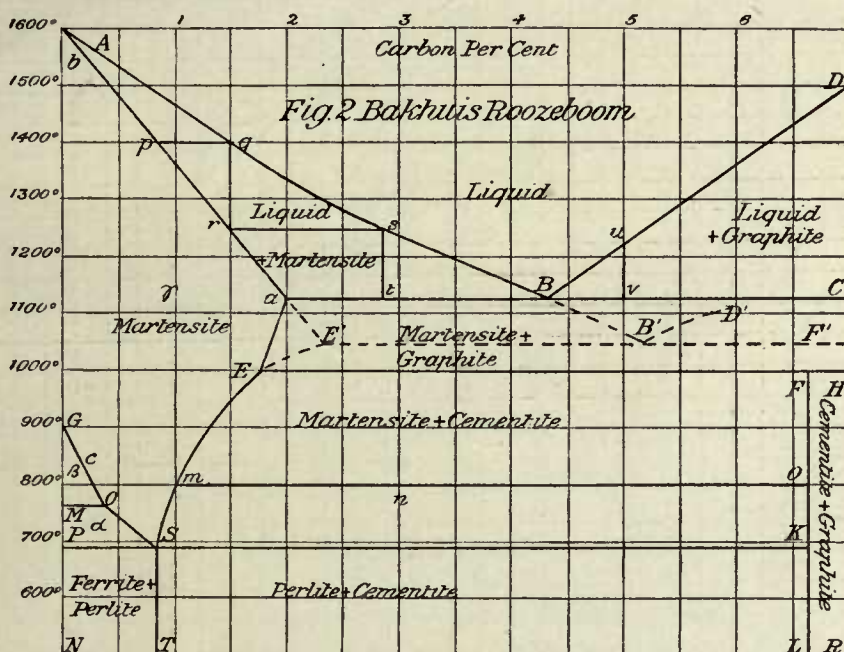 1 2 3 4 5 6
1600° A Carbon Per Cent
b
1500° D
Fig. 2. Bakhuis Roozeboom
1400° p q
Liquid
1300° Liquid Liquid
r s u +Graphite
1200° +Martensite
γ a t B v C
1100° B' D'
Martensite E' Martensite+ F'
Graphite
1000° E F H
900° G Martensite+Cementite
c
800° ß m n O
M O
700° P α S K
Cementite+Graphite
600° Ferrite+ Perlite+Cementite
Perlite
N T L R